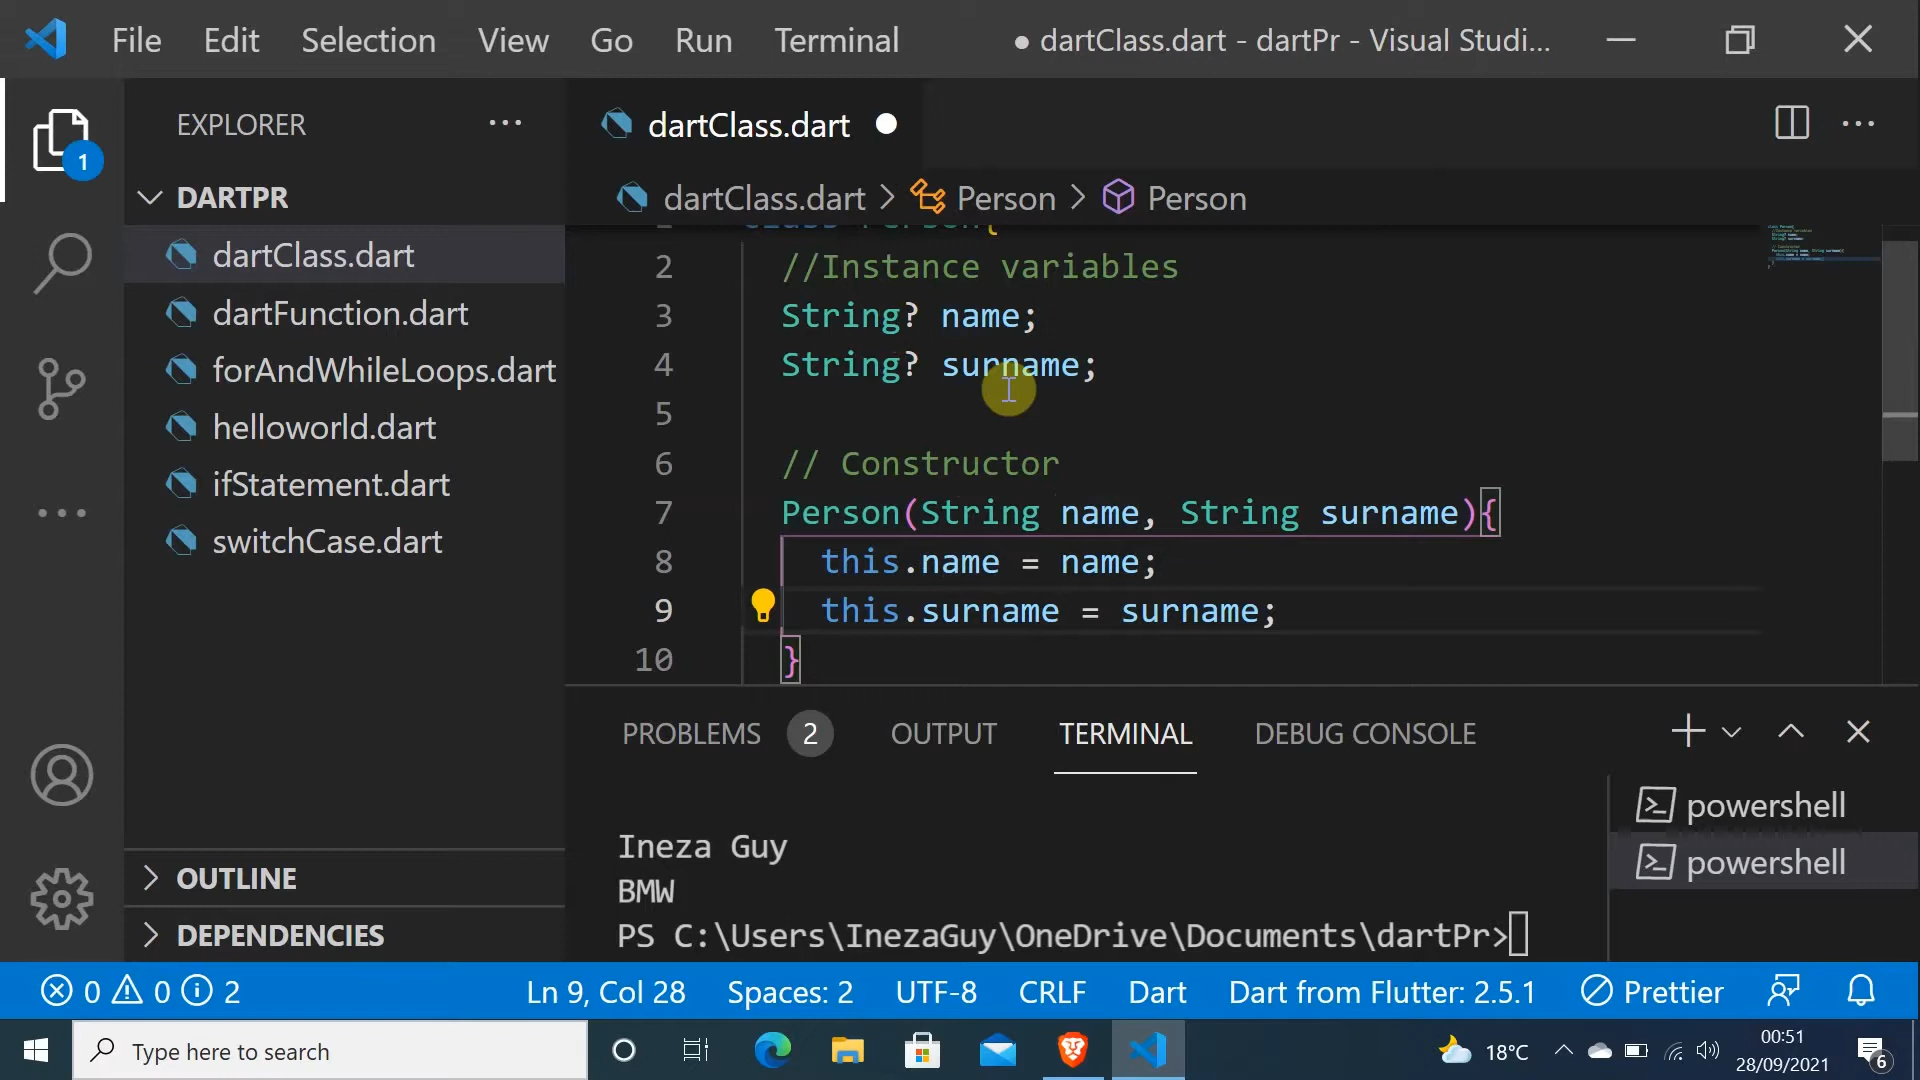 File Edit Selection View Go Run Terminal ● dartClass.dart - dartPr - Visual Studi...
1
EXPLORER
DARTPR
dartClass.dart
dartFunction.dart
forAndWhileLoops.dart
helloworld.dart
ifStatement.dart
switchCase.dart
OUTLINE
DEPENDENCIES
dartClass.dart
dartClass.dart > Person > Person
1 class Person{
2 //Instance variables
3 String? name;
4 String? surname;
5
6 // Constructor
7 Person(String name, String surname){
8 this.name = name;
9 this.surname = surname;
10 }
PROBLEMS 2 OUTPUT TERMINAL DEBUG CONSOLE
Ineza Guy
BMW
PS C:\Users\InezaGuy\OneDrive\Documents\dartPr>
powershell
powershell
0 0 2 Ln 9, Col 28 Spaces: 2 UTF-8 CRLF Dart Dart from Flutter: 2.5.1 Prettier
Type here to search
18°C
00:51
28/09/2021
6